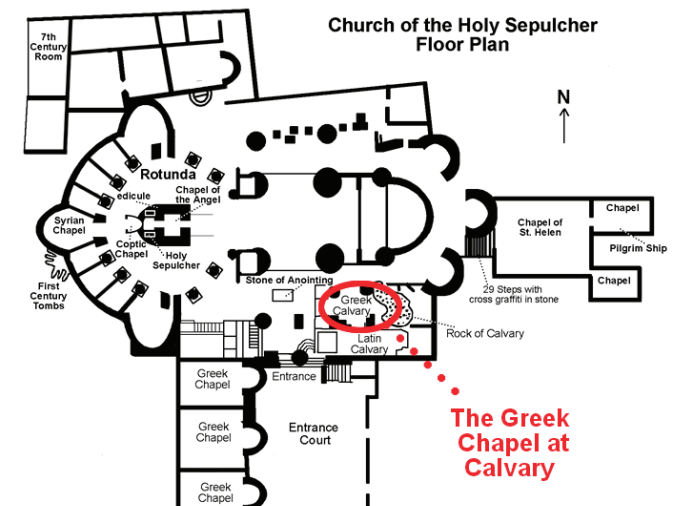 Church of the Holy Sepulcher
Floor Plan
7th
Century
Room
N
Rotunda
edicule
Chapel of
the Angel
Syrian
Chapel
Coptic
Chapel
Holy
Sepulcher
First
Century
Tombs
Stone of Anointing
Chapel of
St. Helen
Chapel
Pilgrim Ship
Chapel
29 Steps with
cross graffiti in stone
Greek
Calvary
Rock of Calvary
Latin
Calvary
Entrance
Greek
Chapel
Greek
Chapel
Greek
Chapel
Entrance
Court
The Greek
Chapel at
Calvary